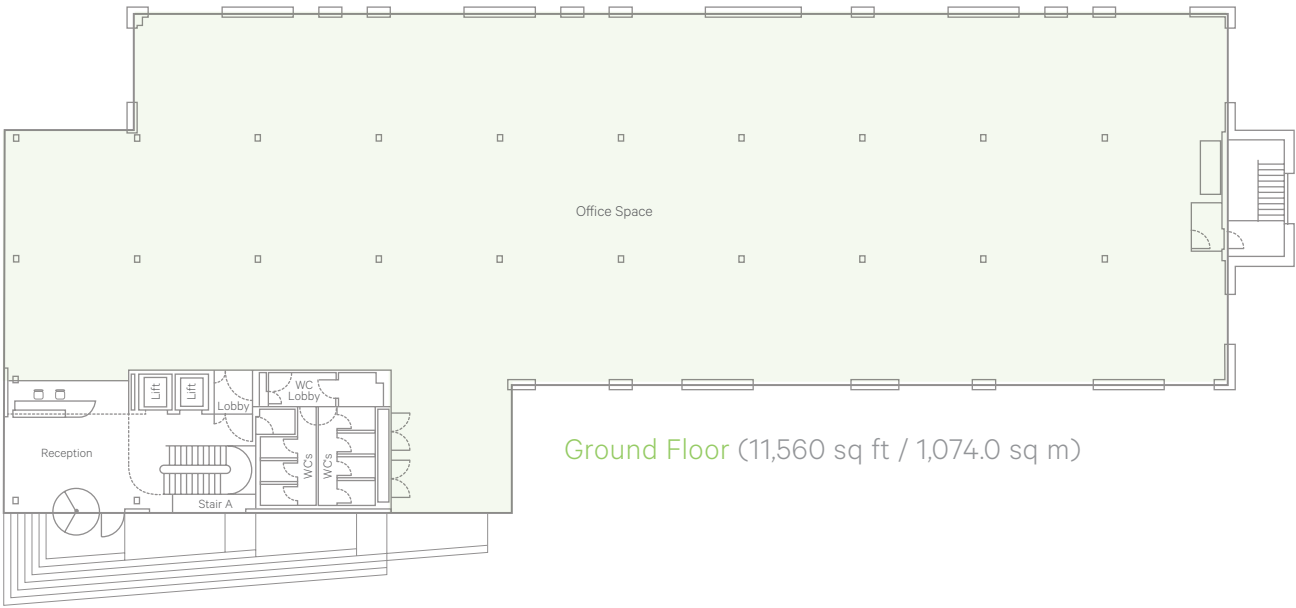 Office Space
Lift
Lift
Lobby
WC
Lobby
Reception
WC's
WC's
Stair A
Ground Floor (11,560 sq ft / 1,074.0 sq m)